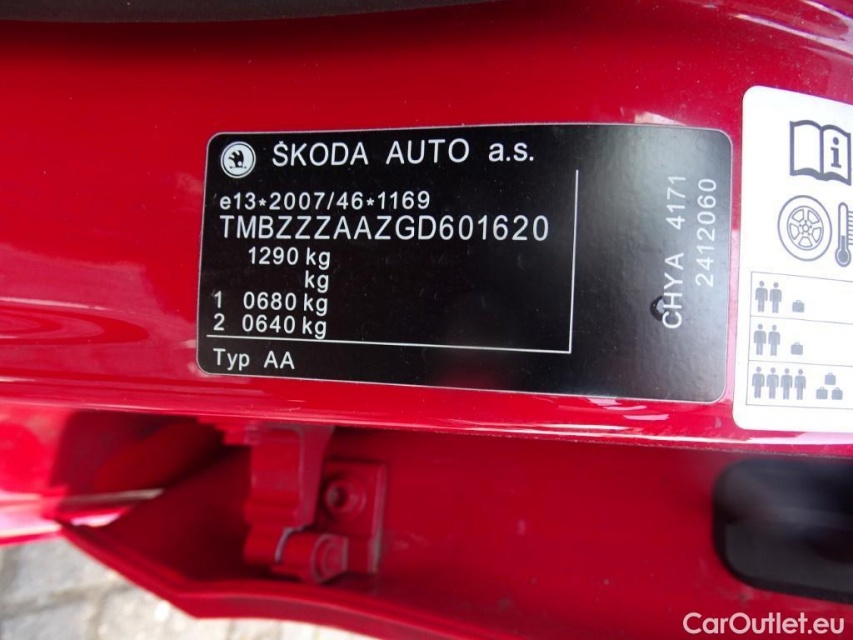 ŠKODA AUTO a.s.
e13*2007/46*1169
TMBZZZAAZGD601620
1290 kg
kg
1 0680 kg
2 0640 kg
Typ AA
CHYA 4171
2412060
i
CarOutlet.eu